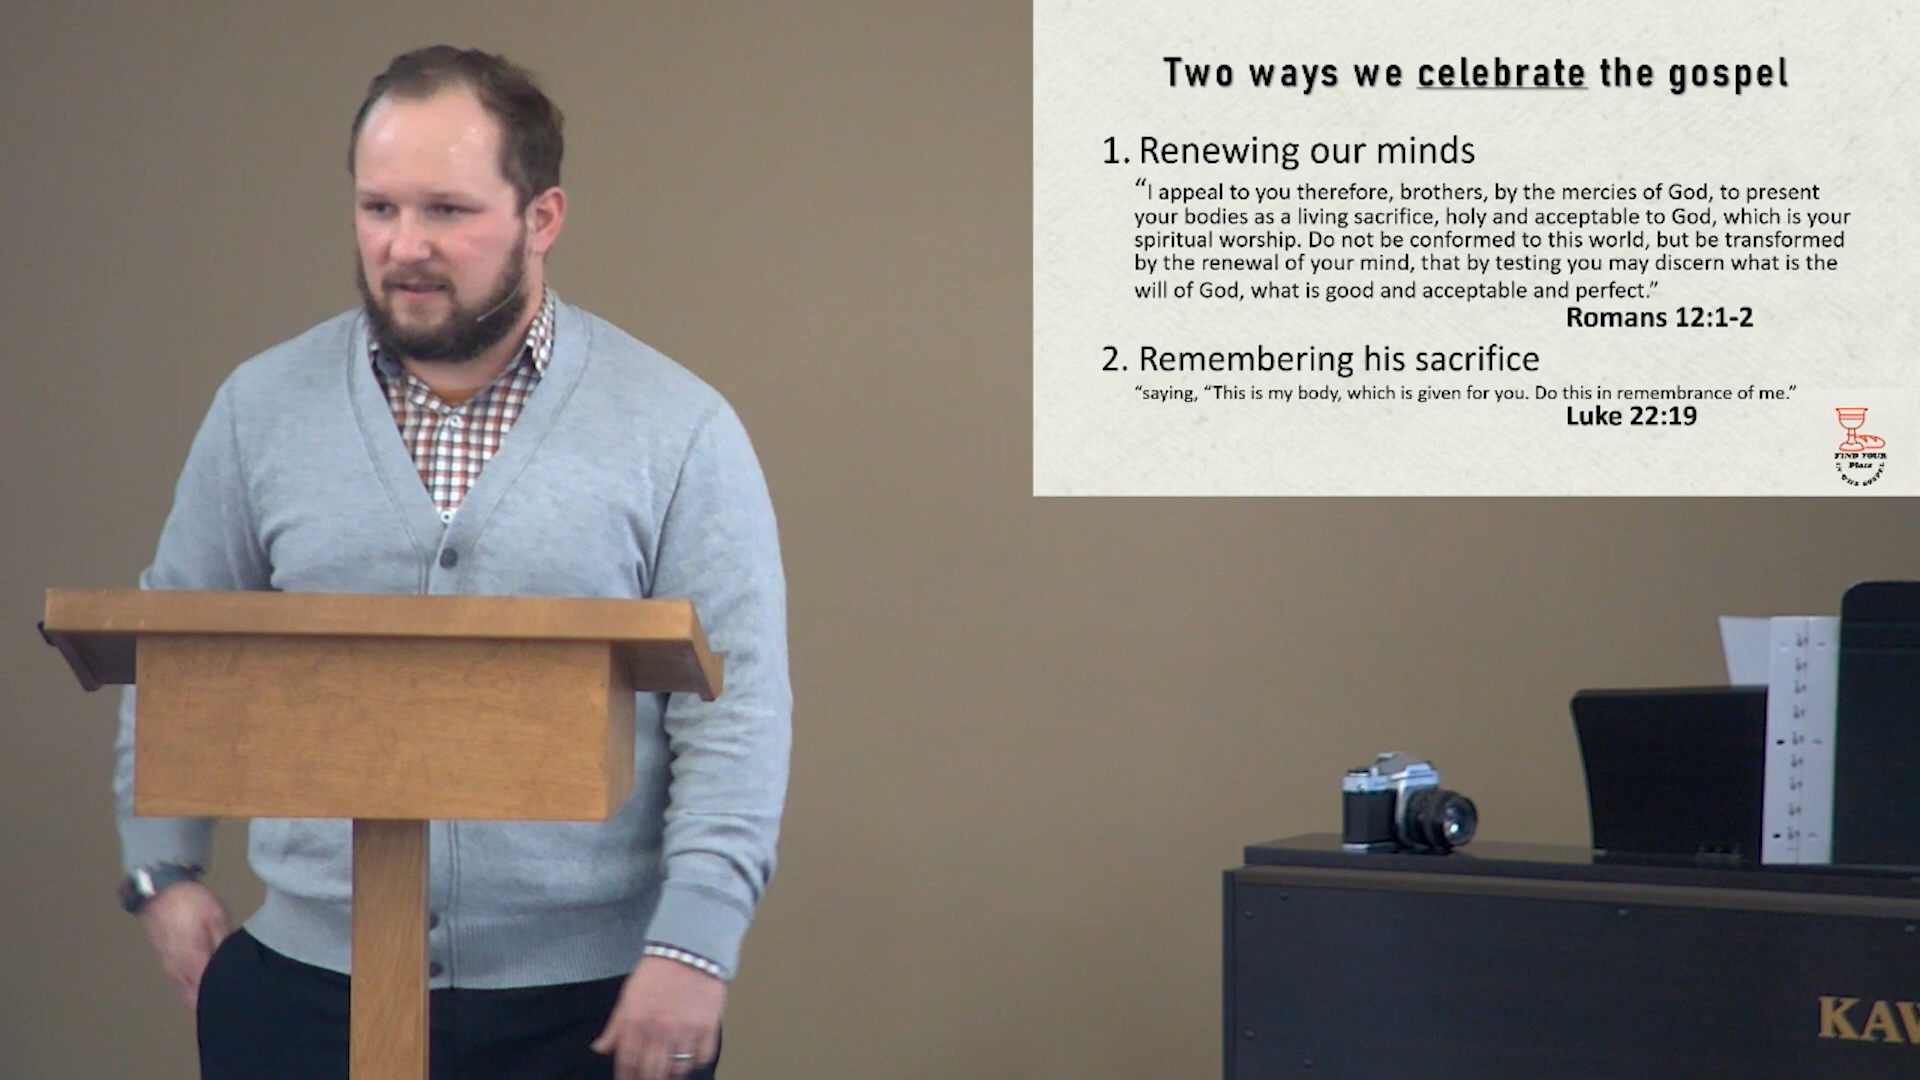 Two ways we celebrate the gospel
1. Renewing our minds
“I appeal to you therefore, brothers, by the mercies of God, to present
your bodies as a living sacrifice, holy and acceptable to God, which is your
spiritual worship. Do not be conformed to this world, but be transformed
by the renewal of your mind, that by testing you may discern what is the
will of God, what is good and acceptable and perfect.”
Romans 12:1-2
2. Remembering his sacrifice
“saying, “This is my body, which is given for you. Do this in remembrance of me.”
Luke 22:19
FIND YOUR
Place
IN THE GOSPEL
KAW